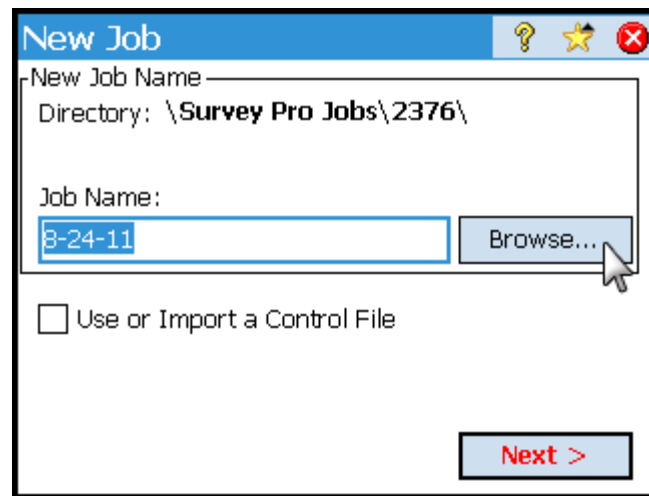 New Job
New Job Name
Directory: \Survey Pro Jobs\2376\
Job Name:
8-24-11
Browse...
Use or Import a Control File
Next >